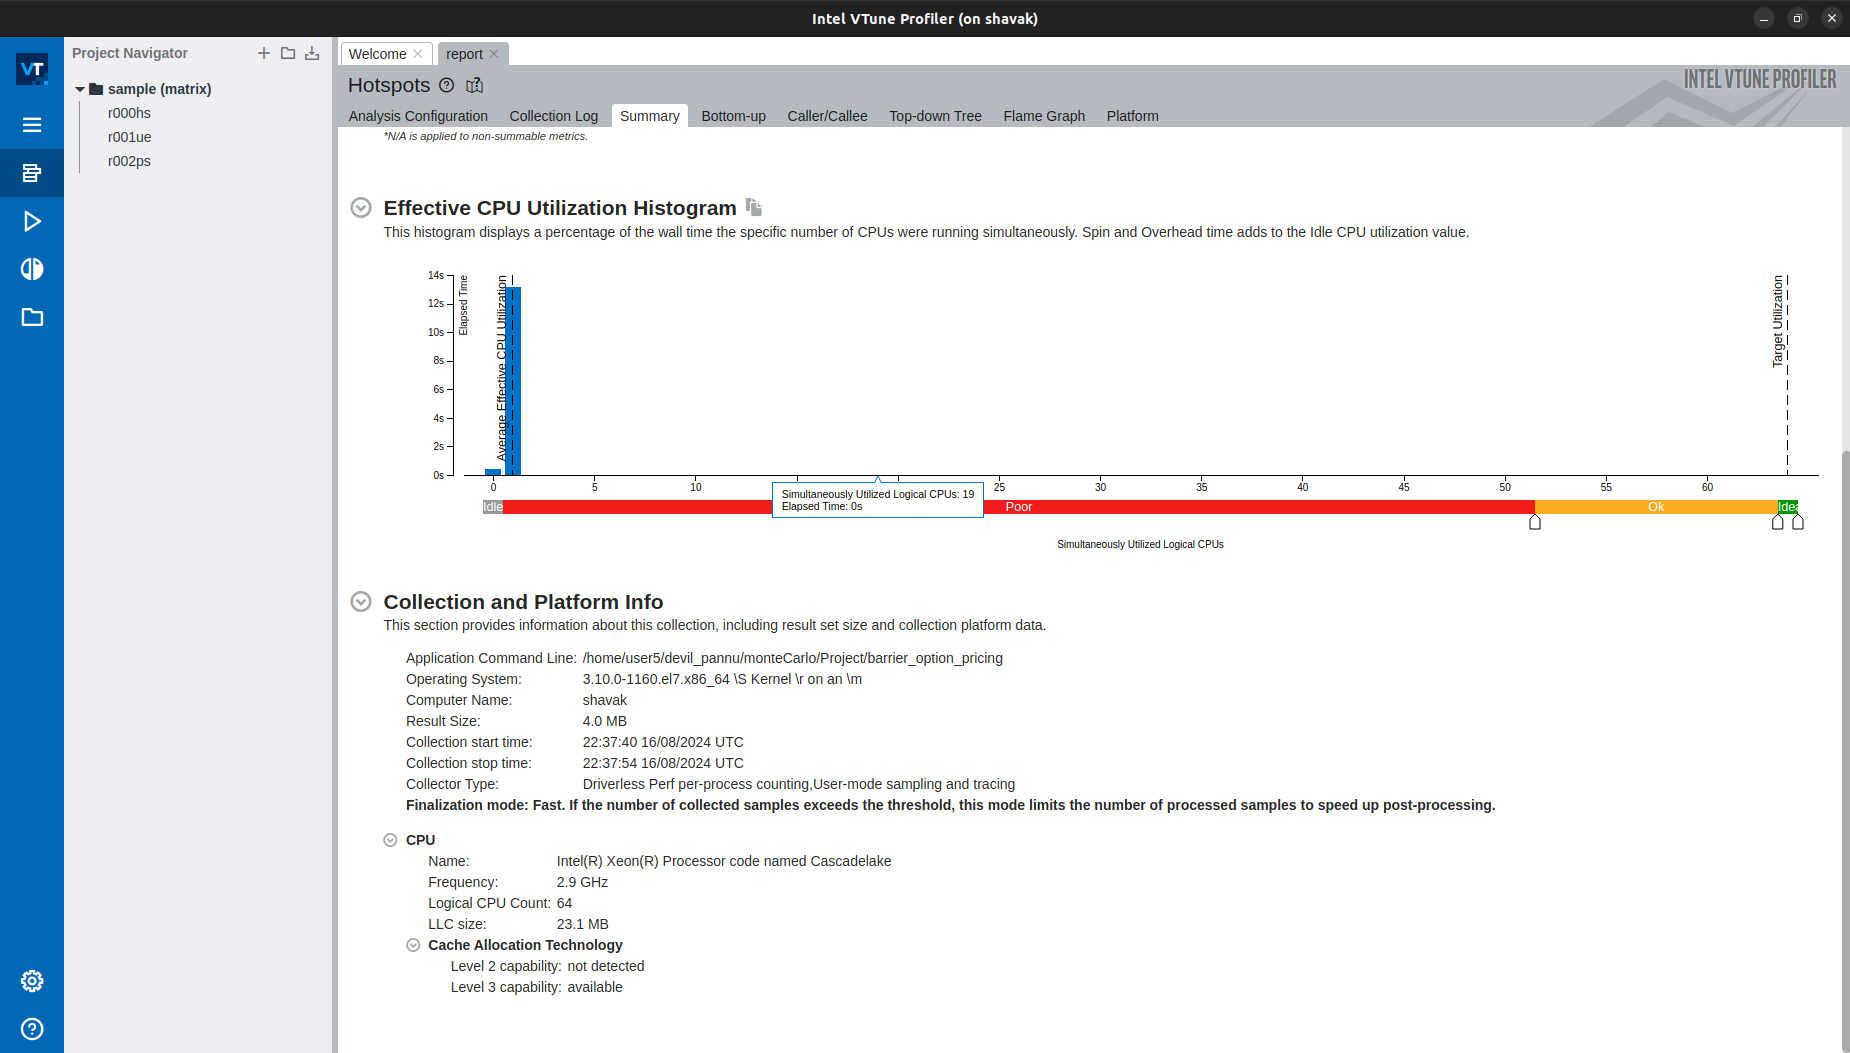 Intel VTune Profiler (on shavak)
VT
Project Navigator
sample (matrix)
r000hs
r001ue
r002ps
Welcome
report
Hotspots
INTEL VTUNE PROFILER
Analysis Configuration
Collection Log
Summary
Bottom-up
Caller/Callee
Top-down Tree
Flame Graph
Platform
*N/A is applied to non-summable metrics.
Effective CPU Utilization Histogram
This histogram displays a percentage of the wall time the specific number of CPUs were running simultaneously. Spin and Overhead time adds to the Idle CPU utilization value.
14s
12s
10s
8s
6s
4s
2s
0s
Elapsed Time
Average Effective CPU Utilization
Target Utilization
0 5 10 25 30 35 40 45 50 55 60
Simultaneously Utilized Logical CPUs: 19
Elapsed Time: 0s
Idle
Poor
Ok
Idea
Simultaneously Utilized Logical CPUs
Collection and Platform Info
This section provides information about this collection, including result set size and collection platform data.
Application Command Line: /home/user5/devil_pannu/monteCarlo/Project/barrier_option_pricing
Operating System: 3.10.0-1160.el7.x86_64 \S Kernel \r on an \m
Computer Name: shavak
Result Size: 4.0 MB
Collection start time: 22:37:40 16/08/2024 UTC
Collection stop time: 22:37:54 16/08/2024 UTC
Collector Type: Driverless Perf per-process counting,User-mode sampling and tracing
Finalization mode: Fast. If the number of collected samples exceeds the threshold, this mode limits the number of processed samples to speed up post-processing.
CPU
Name: Intel(R) Xeon(R) Processor code named Cascadelake
Frequency: 2.9 GHz
Logical CPU Count: 64
LLC size: 23.1 MB
Cache Allocation Technology
Level 2 capability: not detected
Level 3 capability: available